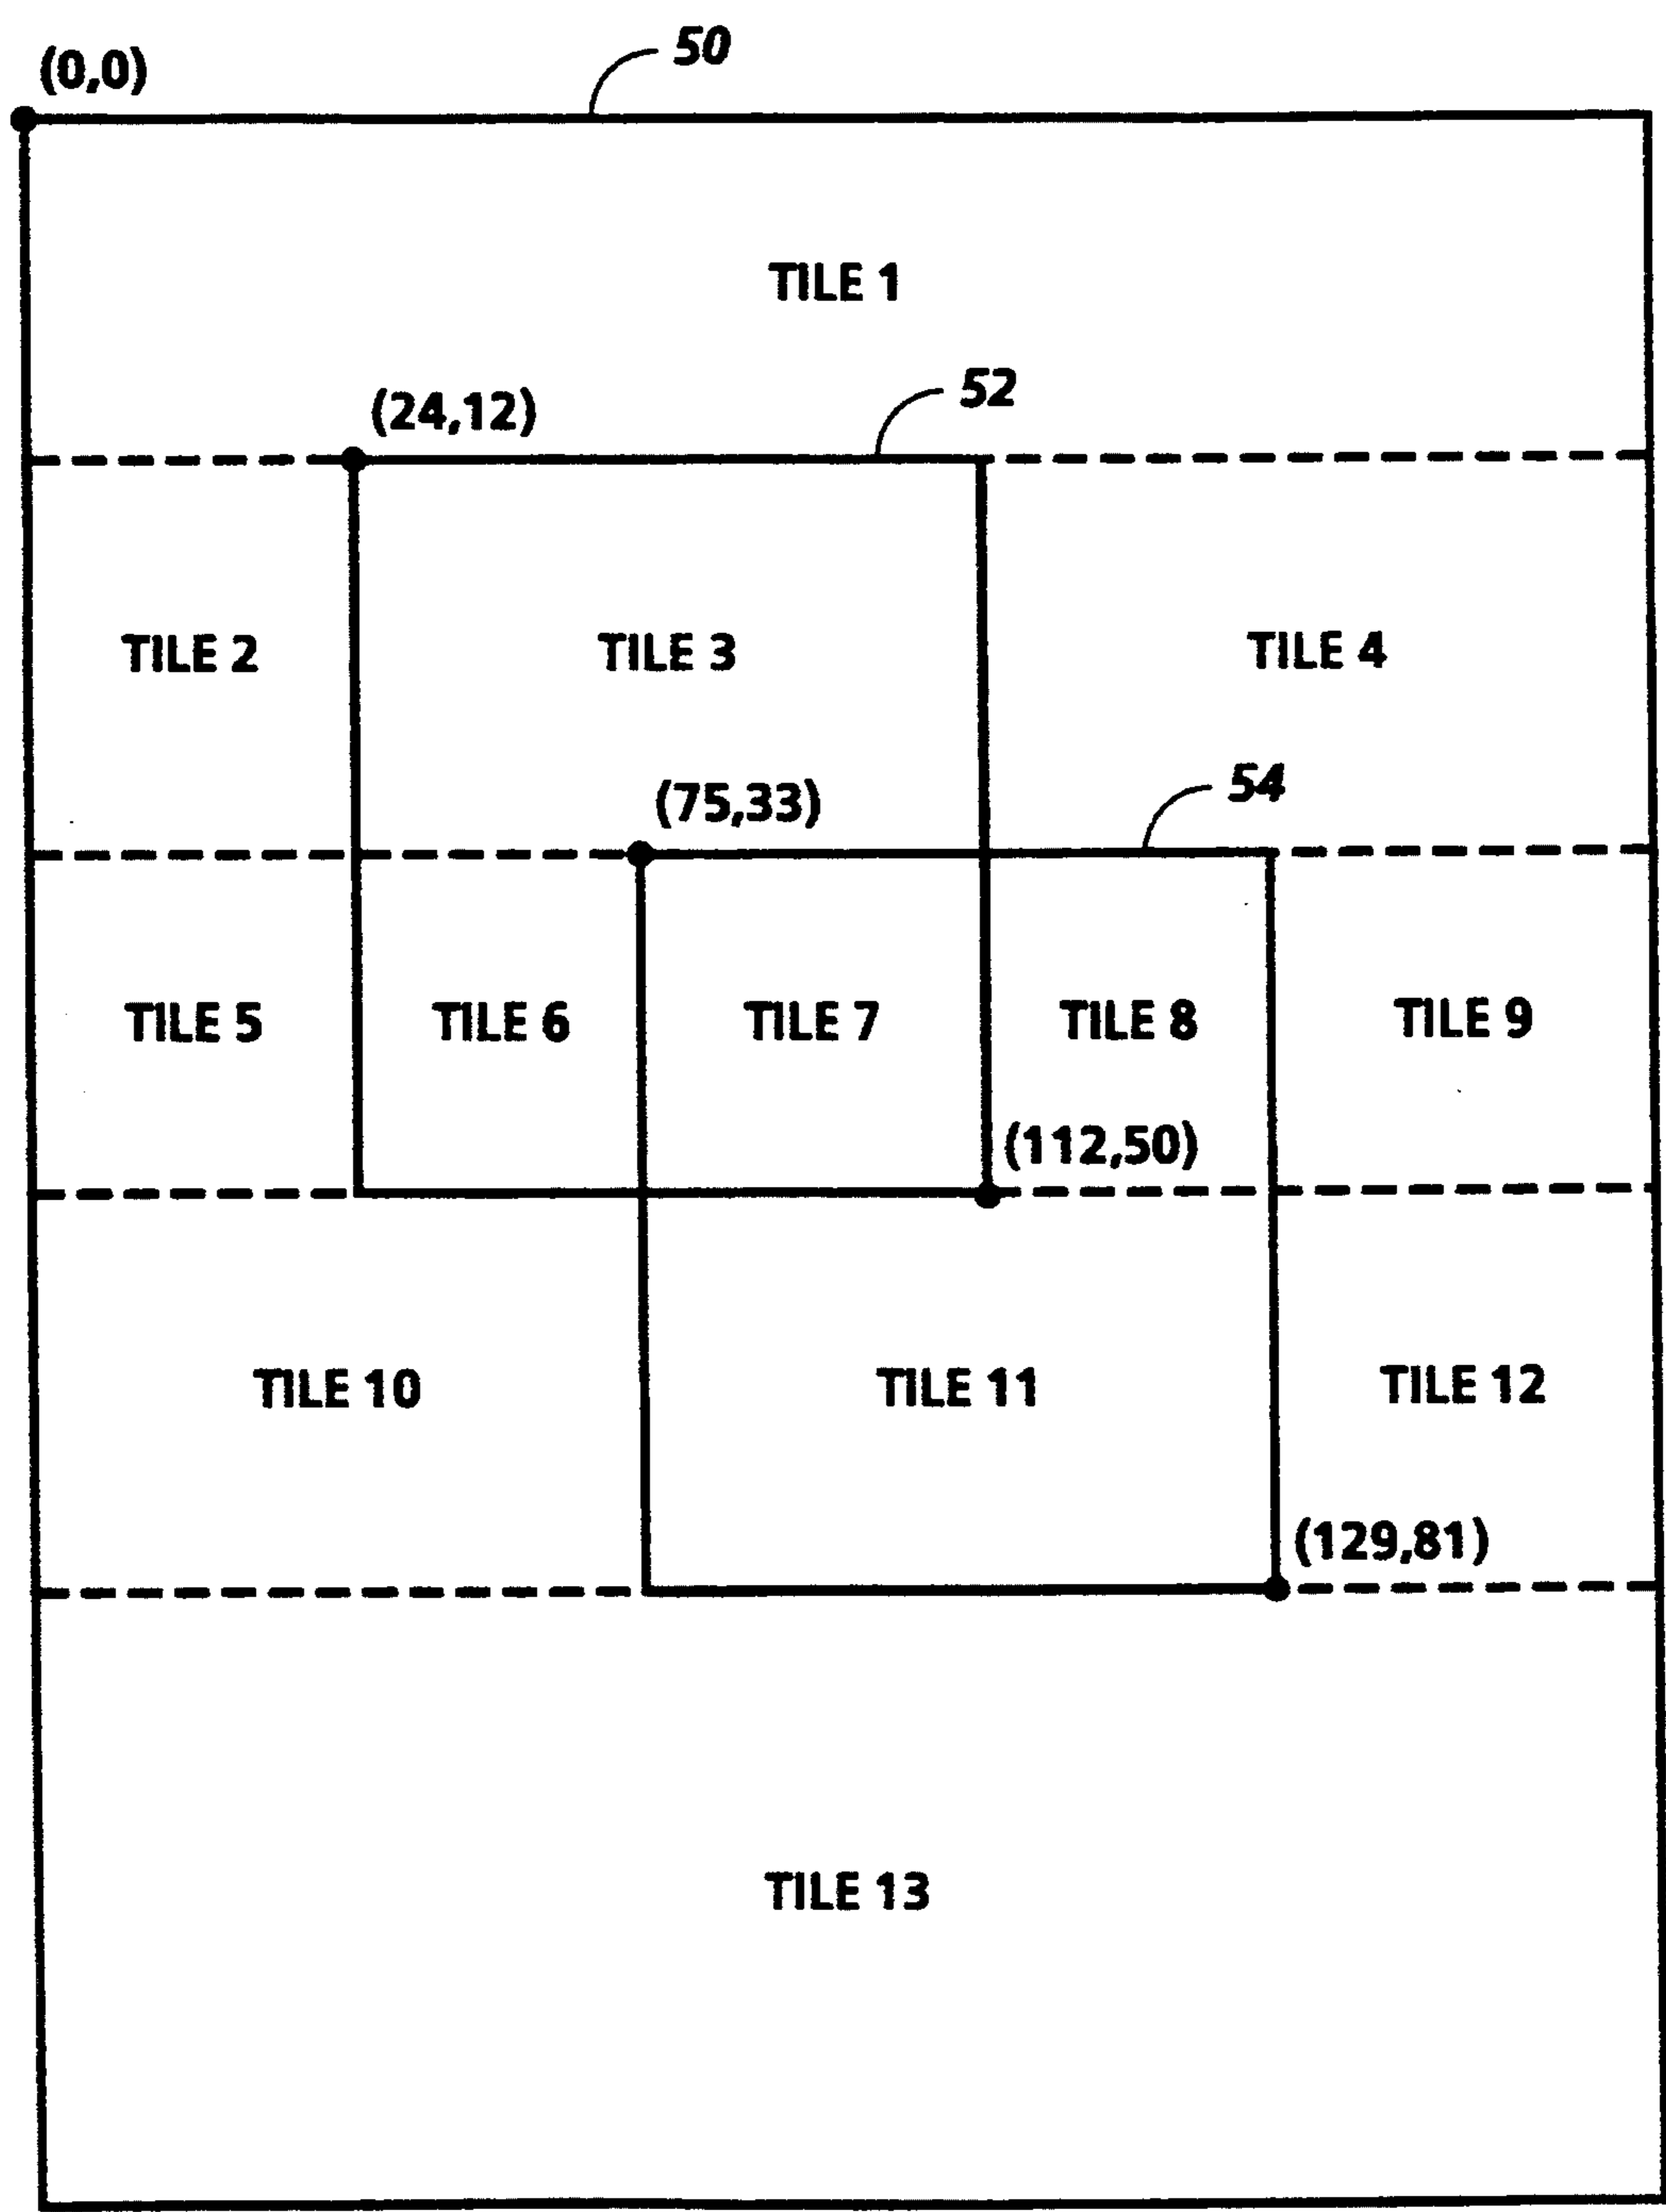 50
(0,0)
TILE 1
52
(24,12)
TILE 2 TILE 3 TILE 4
54
(75,33)
TILE 5 TILE 6 TILE 7 TILE 8 TILE 9
(112,50)
TILE 10 TILE 11 TILE 12
(129,81)
TILE 13